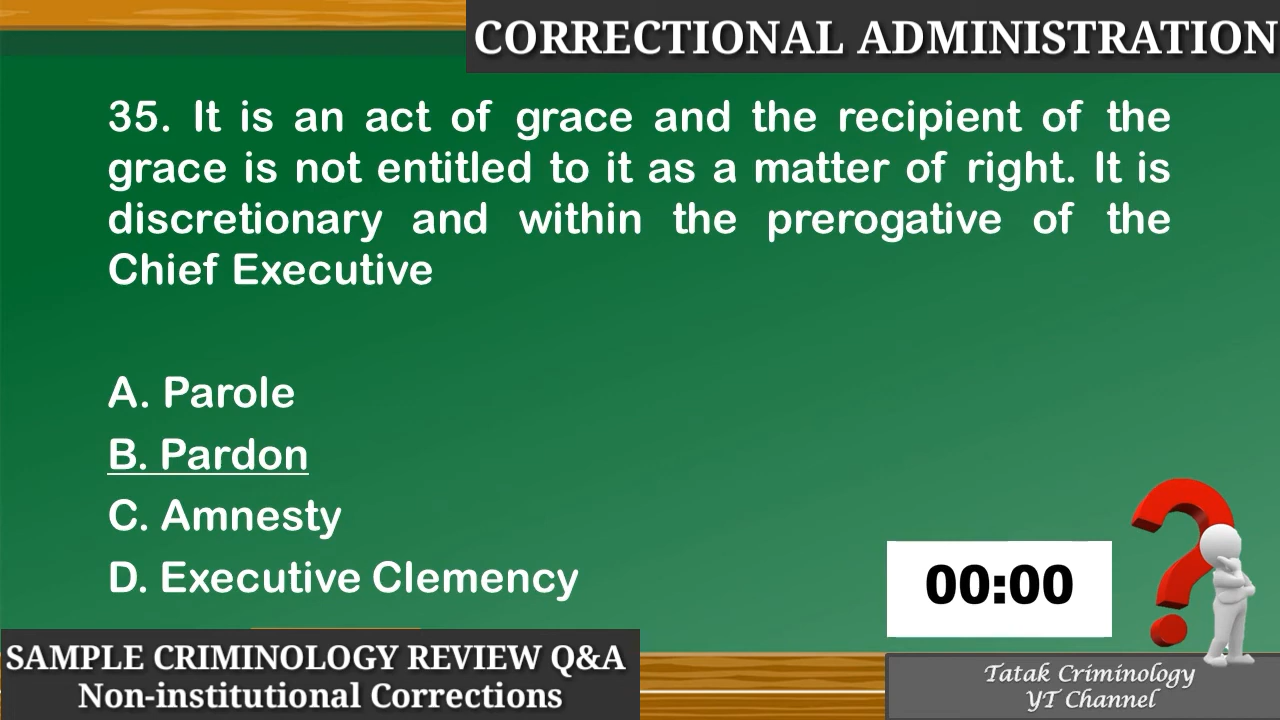 CORRECTIONAL ADMINISTRATION
35. It is an act of grace and the recipient of the
grace is not entitled to it as a matter of right. It is
discretionary and within the prerogative of the
Chief Executive
A. Parole
B. Pardon
C. Amnesty
D. Executive Clemency
00:00
SAMPLE CRIMINOLOGY REVIEW Q&A
Non-institutional Corrections
Tatak Criminology
YT Channel